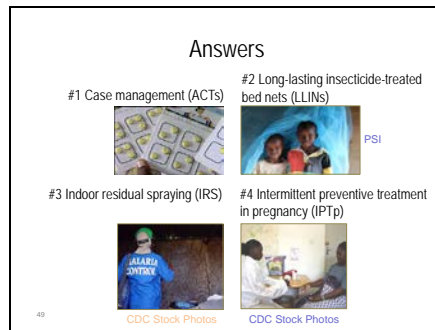 Answers
#1 Case management (ACTs)
#2 Long-lasting insecticide-treated
bed nets (LLINs)
PSI
#3 Indoor residual spraying (IRS)
#4 Intermittent preventive treatment
in pregnancy (IPTp)
MALARIA
CONTROL
CDC Stock Photos
CDC Stock Photos
49